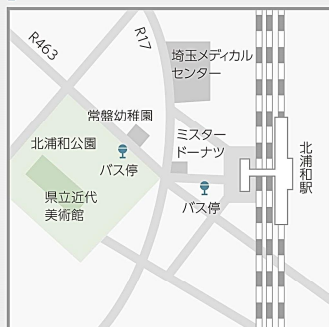 R463
R17
埼玉メディカル
センター
常盤幼稚園
ミスター
ドーナツ
北浦和公園
バス停
北浦和駅
県立近代
美術館
バス停